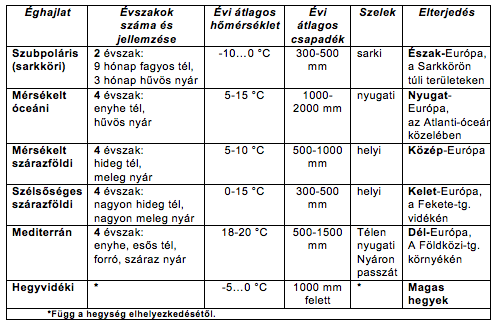 Éghajlat Évszakok száma és jellemzése Évi átlagos hőmérséklet Évi átlagos csapadék Szelek Elterjedés
Szubpoláris (sarkköri) 2 évszak: 9 hónap fagyos tél, 3 hónap hűvös nyár -10…0 °C 300-500 mm sarki Észak-Európa, a Sarkkörön túli területeken
Mérsékelt óceáni 4 évszak: enyhe tél, hűvös nyár 5-15 °C 1000-2000 mm nyugati Nyugat-Európa, az Atlanti-óceán közelében
Mérsékelt szárazföldi 4 évszak: hideg tél, meleg nyár 5-10 °C 500-1000 mm helyi Közép-Európa
Szélsőséges szárazföldi 4 évszak: nagyon hideg tél, nagyon meleg nyár 0-15 °C 300-500 mm helyi Kelet-Európa, a Fekete-tg. vidékén
Mediterrán 4 évszak: enyhe, esős tél, forró, száraz nyár 18-20 °C 500-1500 mm Télen nyugati Nyáron passzát Dél-Európa, A Földközi-tg. környékén
Hegyvidéki * -5…0 °C 1000 mm felett * Magas hegyek
*Függ a hegység elhelyezkedésétől.